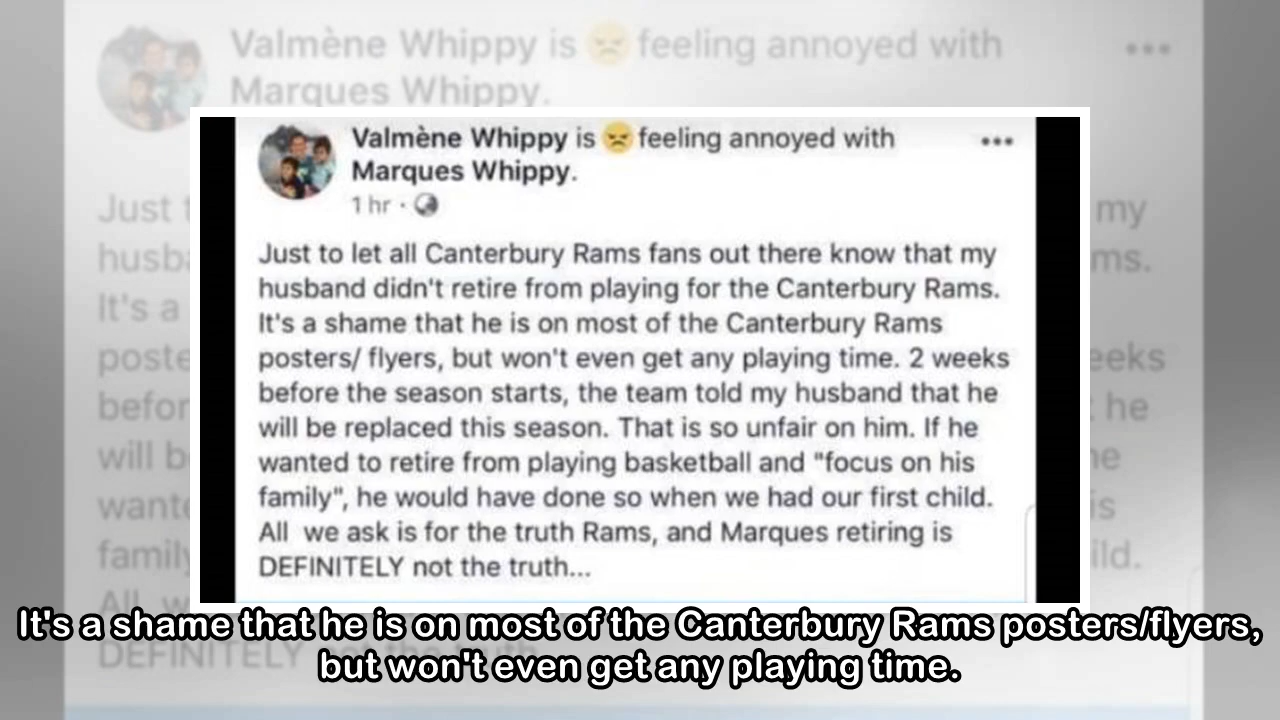 Valmène Whippy is 😠 feeling annoyed with
Marques Whippy.
Valmène Whippy is 😠 feeling annoyed with
Marques Whippy.
1 hr ·
Just to let all Canterbury Rams fans out there know that my
husband didn't retire from playing for the Canterbury Rams.
It's a shame that he is on most of the Canterbury Rams
posters/ flyers, but won't even get any playing time. 2 weeks
before the season starts, the team told my husband that he
will be replaced this season. That is so unfair on him. If he
wanted to retire from playing basketball and "focus on his
family", he would have done so when we had our first child.
All  we ask is for the truth Rams, and Marques retiring is
DEFINITELY not the truth...
It's a shame that he is on most of the Canterbury Rams posters/flyers,
but won't even get any playing time.